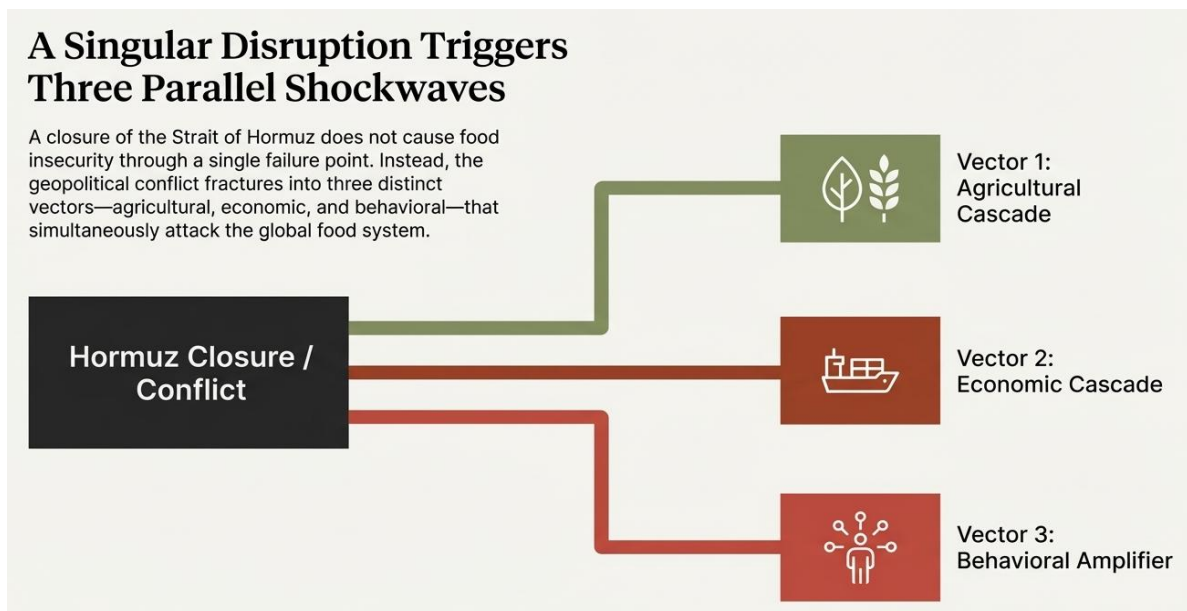 A Singular Disruption Triggers
Three Parallel Shockwaves
A closure of the Strait of Hormuz does not cause food
insecurity through a single failure point. Instead, the
geopolitical conflict fractures into three distinct
vectors—agricultural, economic, and behavioral—that
simultaneously attack the global food system.
Hormuz Closure /
Conflict
Vector 1:
Agricultural
Cascade
Vector 2:
Economic Cascade
Vector 3:
Behavioral Amplifier